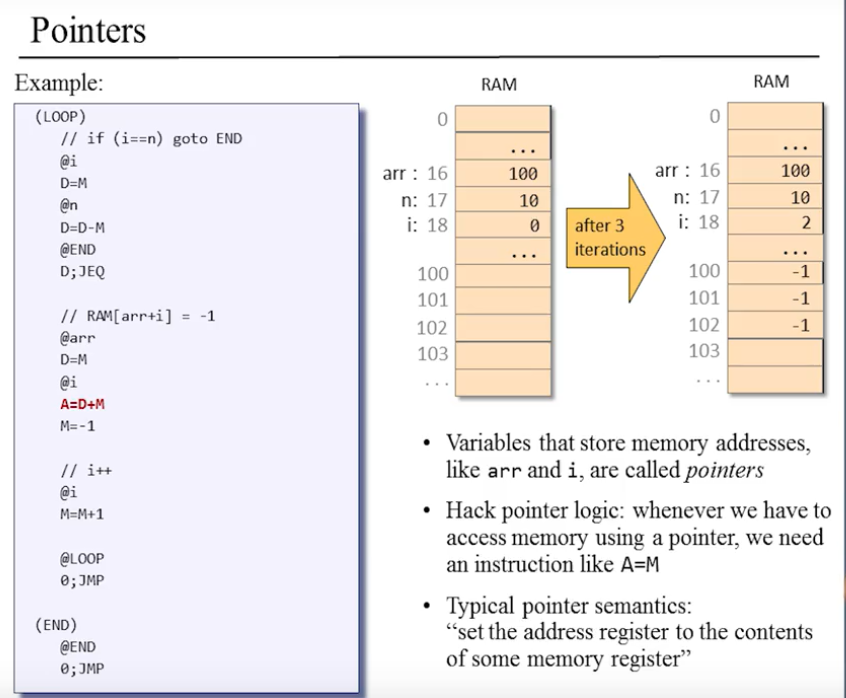 Pointers
Example:
(LOOP)
// if (i==n) goto END
@i
D=M
@n
D=D-M
@END
D;JEQ
// RAM[arr+i] = -1
@arr
D=M
@i
A=D+M
M=-1
// i++
@i
M=M+1
@LOOP
0;JMP
(END)
@END
0;JMP
RAM
0
...
arr : 16 100
n: 17 10
i: 18 0
...
100
101
102
103
...
after 3
iterations
RAM
0
...
arr : 16 100
n: 17 10
i: 18 2
...
100 -1
101 -1
102 -1
103
...
• Variables that store memory addresses,
like arr and i, are called pointers
• Hack pointer logic: whenever we have to
access memory using a pointer, we need
an instruction like A=M
• Typical pointer semantics:
“set the address register to the contents
of some memory register”